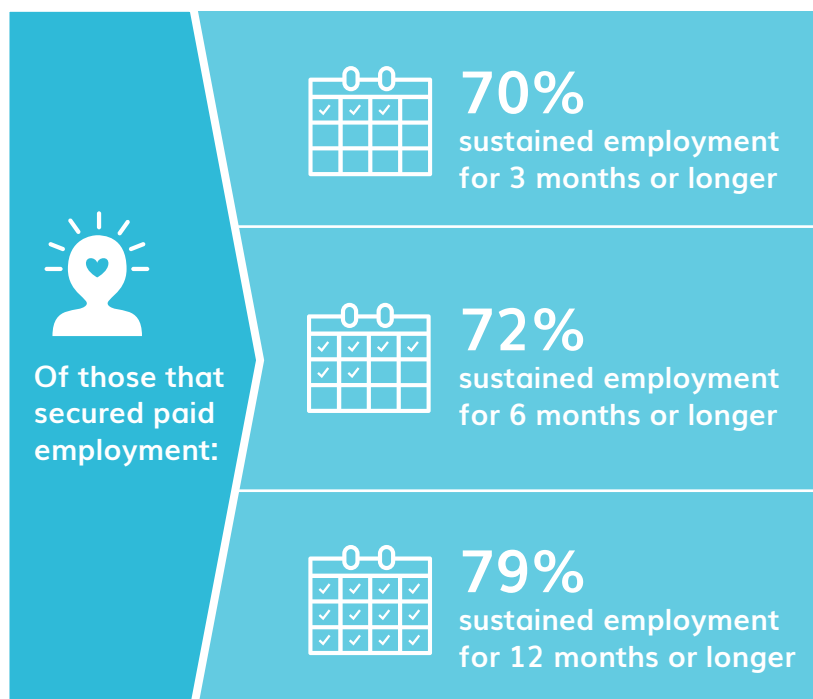 Of those that
secured paid
employment:
70%
sustained employment
for 3 months or longer
72%
sustained employment
for 6 months or longer
79%
sustained employment
for 12 months or longer